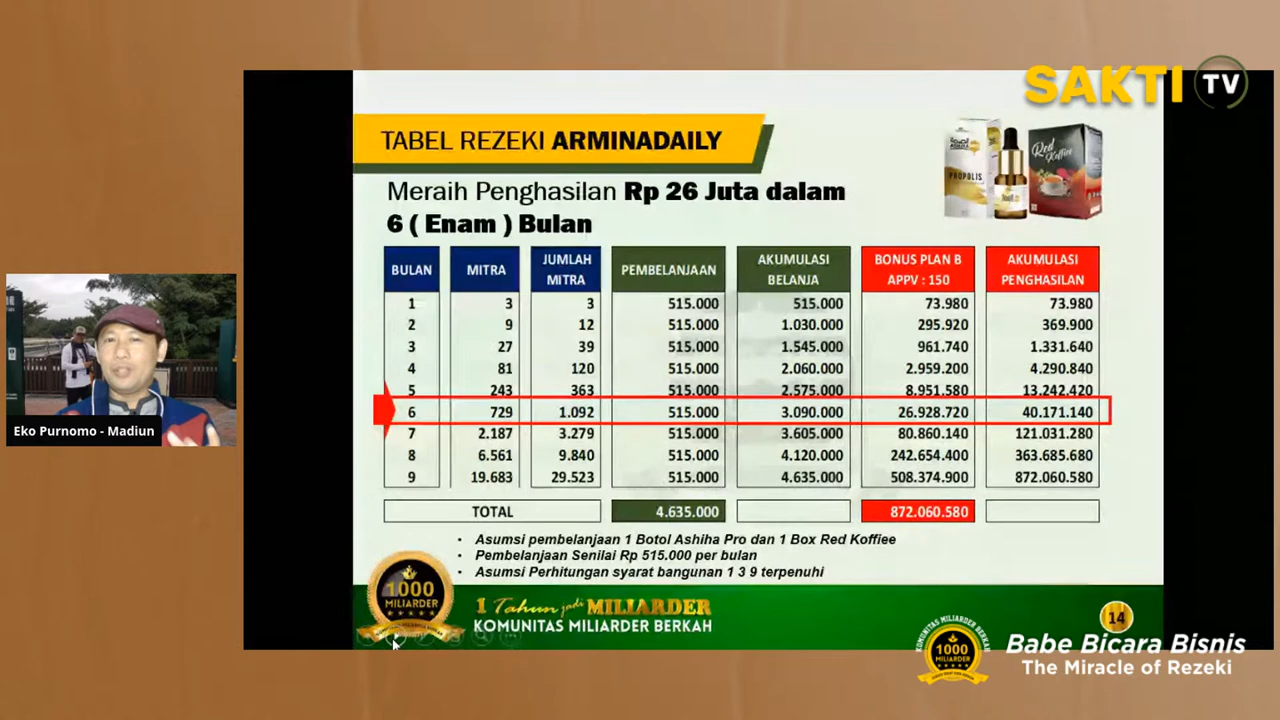 SAKTI TV
TABEL REZEKI ARMINADAILY
Meraih Penghasilan Rp 26 Juta dalam
6 ( Enam ) Bulan
PROPOLIS
Red Koffiee
BULAN MITRA JUMLAH MITRA PEMBELANJAAN AKUMULASI BELANJA BONUS PLAN B APPV : 150 AKUMULASI PENGHASILAN
1 3 3 515.000 515.000 73.980 73.980
2 9 12 515.000 1.030.000 295.920 369.900
3 27 39 515.000 1.545.000 961.740 1.331.640
4 81 120 515.000 2.060.000 2.959.200 4.290.840
5 243 363 515.000 2.575.000 8.951.580 13.242.420
6 729 1.092 515.000 3.090.000 26.928.720 40.171.140
7 2.187 3.279 515.000 3.605.000 80.860.140 121.031.280
8 6.561 9.840 515.000 4.120.000 242.654.400 363.685.680
9 19.683 29.523 515.000 4.635.000 508.374.900 872.060.580
TOTAL 4.635.000 872.060.580
• Asumsi pembelanjaan 1 Botol Ashiha Pro dan 1 Box Red Koffiee
• Pembelanjaan Senilai Rp 515.000 per bulan
• Asumsi Perhitungan syarat bangunan 1 3 9 terpenuhi
Eko Purnomo - Madiun
1000
MILIARDER
1 Tahun jadi MILIARDER
KOMUNITAS MILIARDER BERKAH
14
KOMUNITAS MILIARDER BERKAH
1000
MILIARDER
Babe Bicara Bisnis
The Miracle of Rezeki